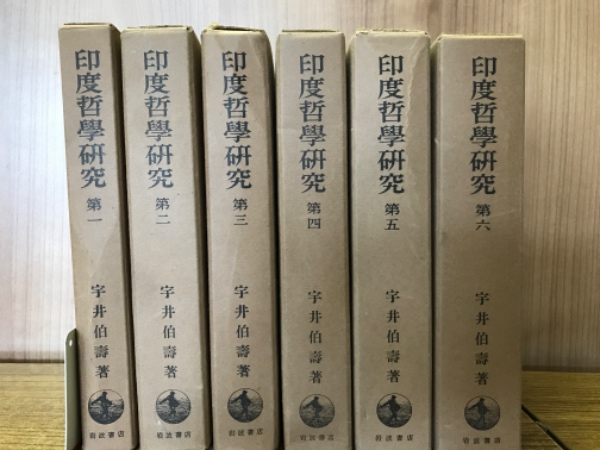 印度哲學研究 第一
宇井伯壽著
岩波書店
印度哲學研究 第二
宇井伯壽著
岩波書店
印度哲學研究 第三
宇井伯壽著
岩波書店
印度哲學研究 第四
宇井伯壽著
岩波書店
印度哲學研究 第五
宇井伯壽著
岩波書店
印度哲學研究 第六
宇井伯壽著
岩波書店